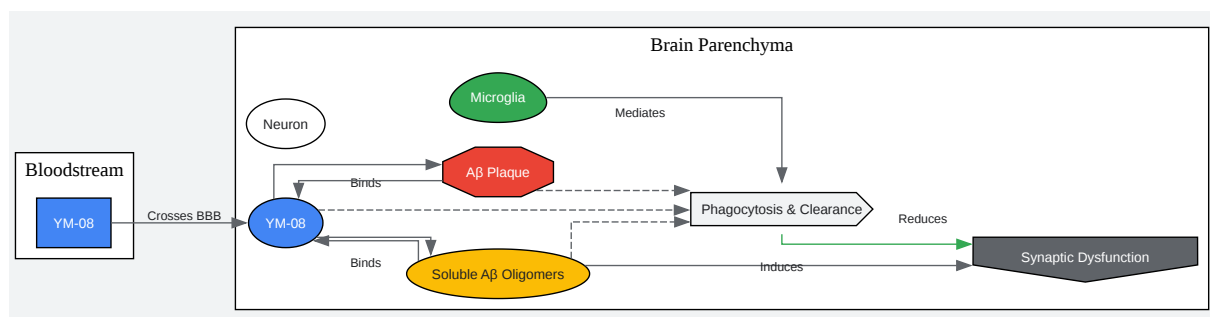 Brain Parenchyma
Microglia
Mediates
Neuron
Bloodstream
Aβ Plaque
Binds
YM-08
Crosses BBB
YM-08
Phagocytosis & Clearance
Reduces
Binds
Soluble Aβ Oligomers
Induces
Synaptic Dysfunction